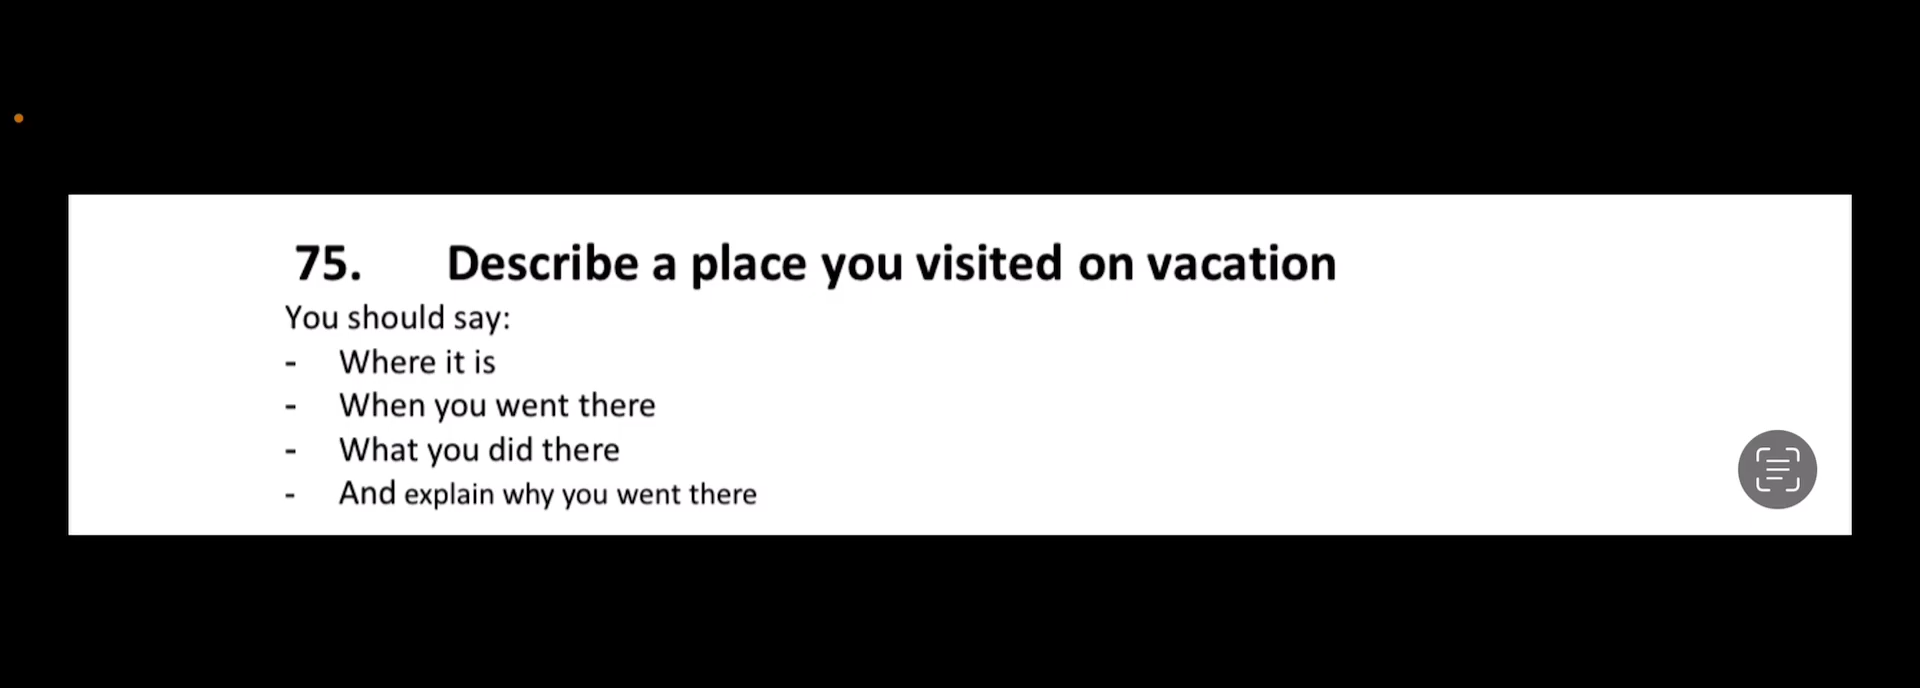 75. Describe a place you visited on vacation
You should say:
- Where it is
- When you went there
- What you did there
- And explain why you went there